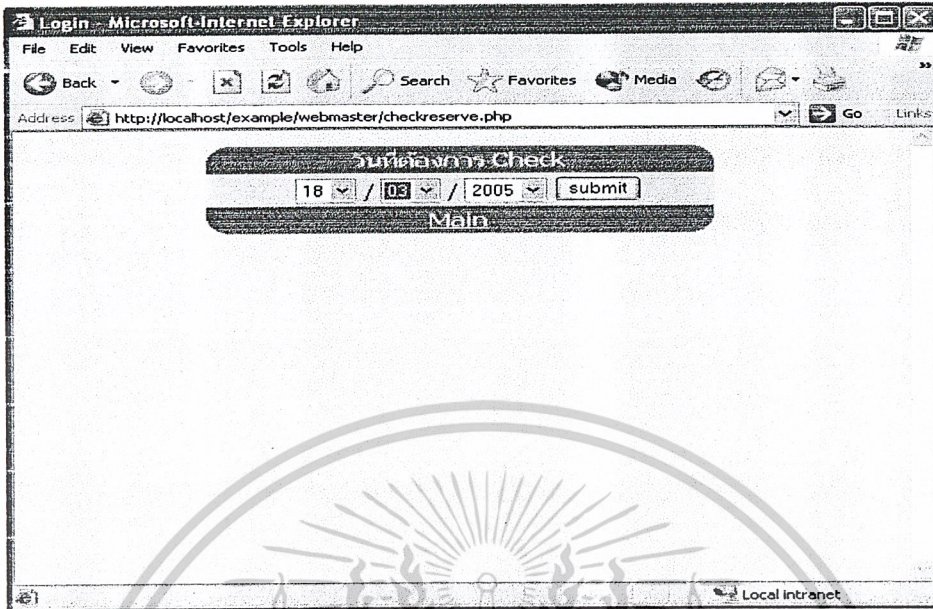 Login - Microsoft Internet Explorer
File Edit View Favorites Tools Help
Back Search Favorites Media »
Address http://localhost/example/webmaster/checkreserve.php Go Links
วันที่ต้องการ Check
18 / 03 / 2005 submit
Main
Local intranet